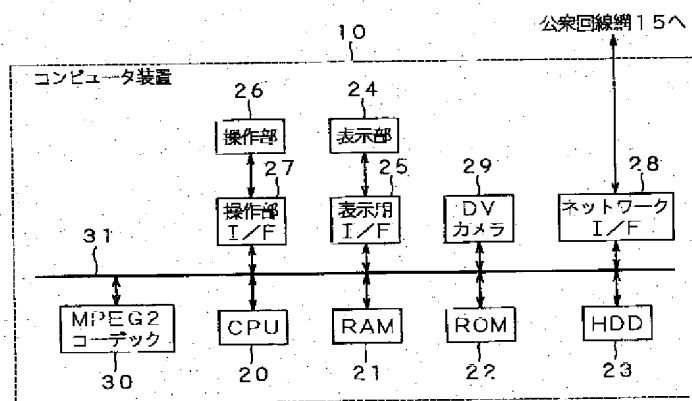 公衆回線網15へ
10
コンピュータ装置
26
24
操作部
表示部
27
25
29
28
操作部
I/F
表示用
I/F
DV
カメラ
ネットワーク
I/F
31
MPEG2
コーデック
CPU
RAM
ROM
HDD
30
20
21
22
23